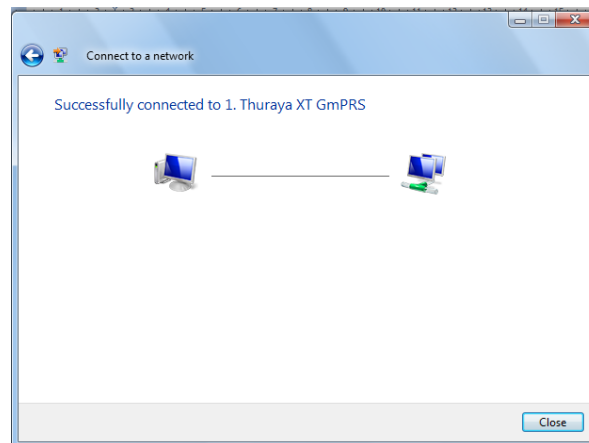 Connect to a network
Successfully connected to 1. Thuraya XT GmPRS
Close